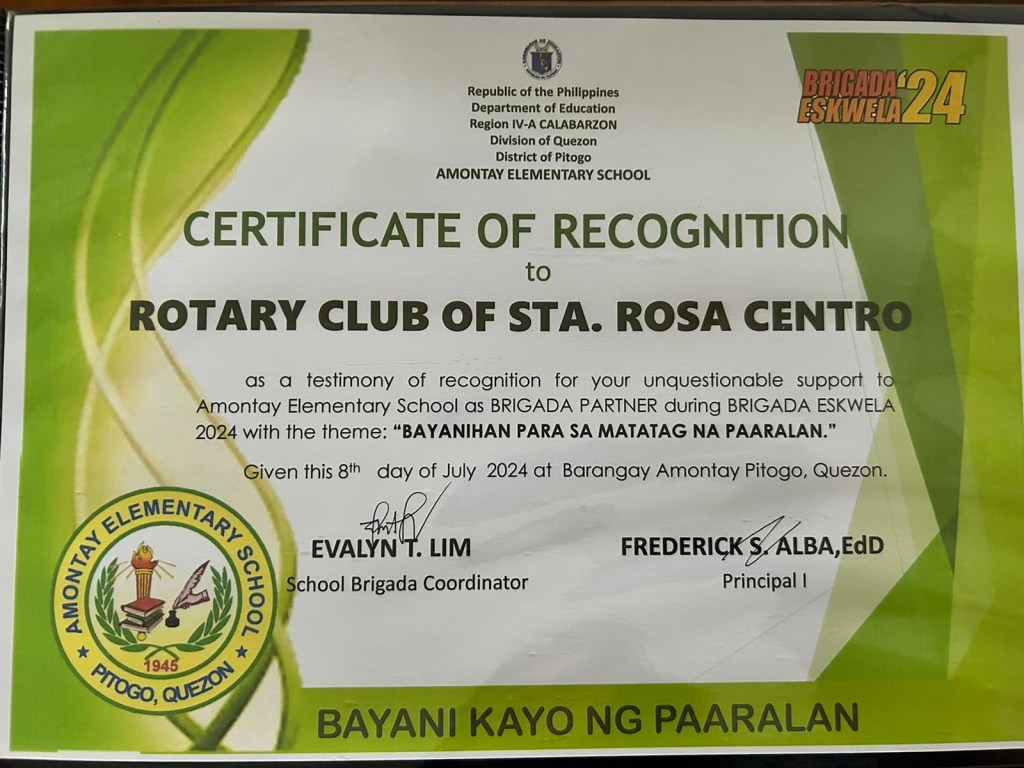 Republic of the Philippines
Department of Education
Region IV-A CALABARZON
Division of Quezon
District of Pitogo
AMONTAY ELEMENTARY SCHOOL
BRIGADA
ESKWELA '24
CERTIFICATE OF RECOGNITION
to
ROTARY CLUB OF STA. ROSA CENTRO
as a testimony of recognition for your unquestionable support to
Amontay Elementary School as BRIGADA PARTNER during BRIGADA ESKWELA
2024 with the theme: “BAYANIHAN PARA SA MATATAG NA PAARALAN.”
Given this 8th day of July 2024 at Barangay Amontay Pitogo, Quezon.
EVALYN T. LIM
School Brigada Coordinator
FREDERICK S. ALBA,EdD
Principal I
AMONTAY ELEMENTARY SCHOOL
1945
PITOGO, QUEZON
BAYANI KAYO NG PAARALAN